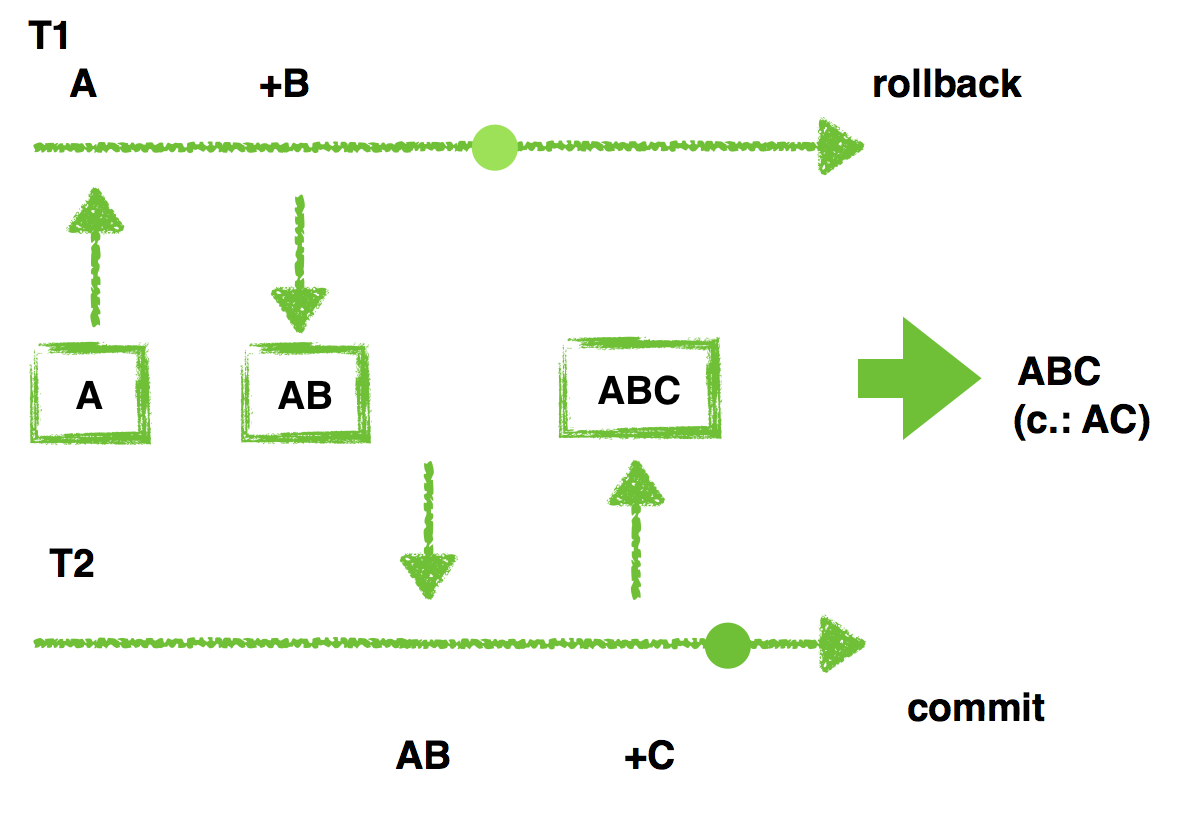 T1
A +B rollback
A AB ABC
ABC
(c.: AC)
T2
commit
AB +C